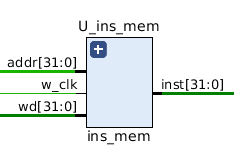 U_ins_mem
addr[31:0]
w_clk
wd[31:0]
inst[31:0]
ins_mem